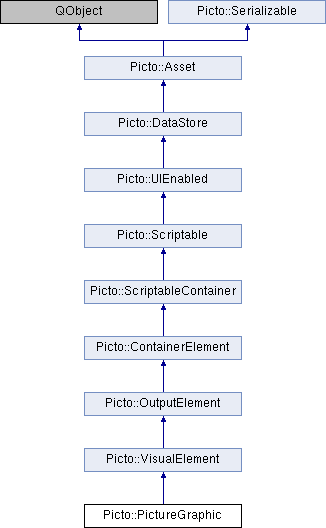 QObject
Picto::Serializable
Picto::Asset
Picto::DataStore
Picto::UIEnabled
Picto::Scriptable
Picto::ScriptableContainer
Picto::ContainerElement
Picto::OutputElement
Picto::VisualElement
Picto::PictureGraphic